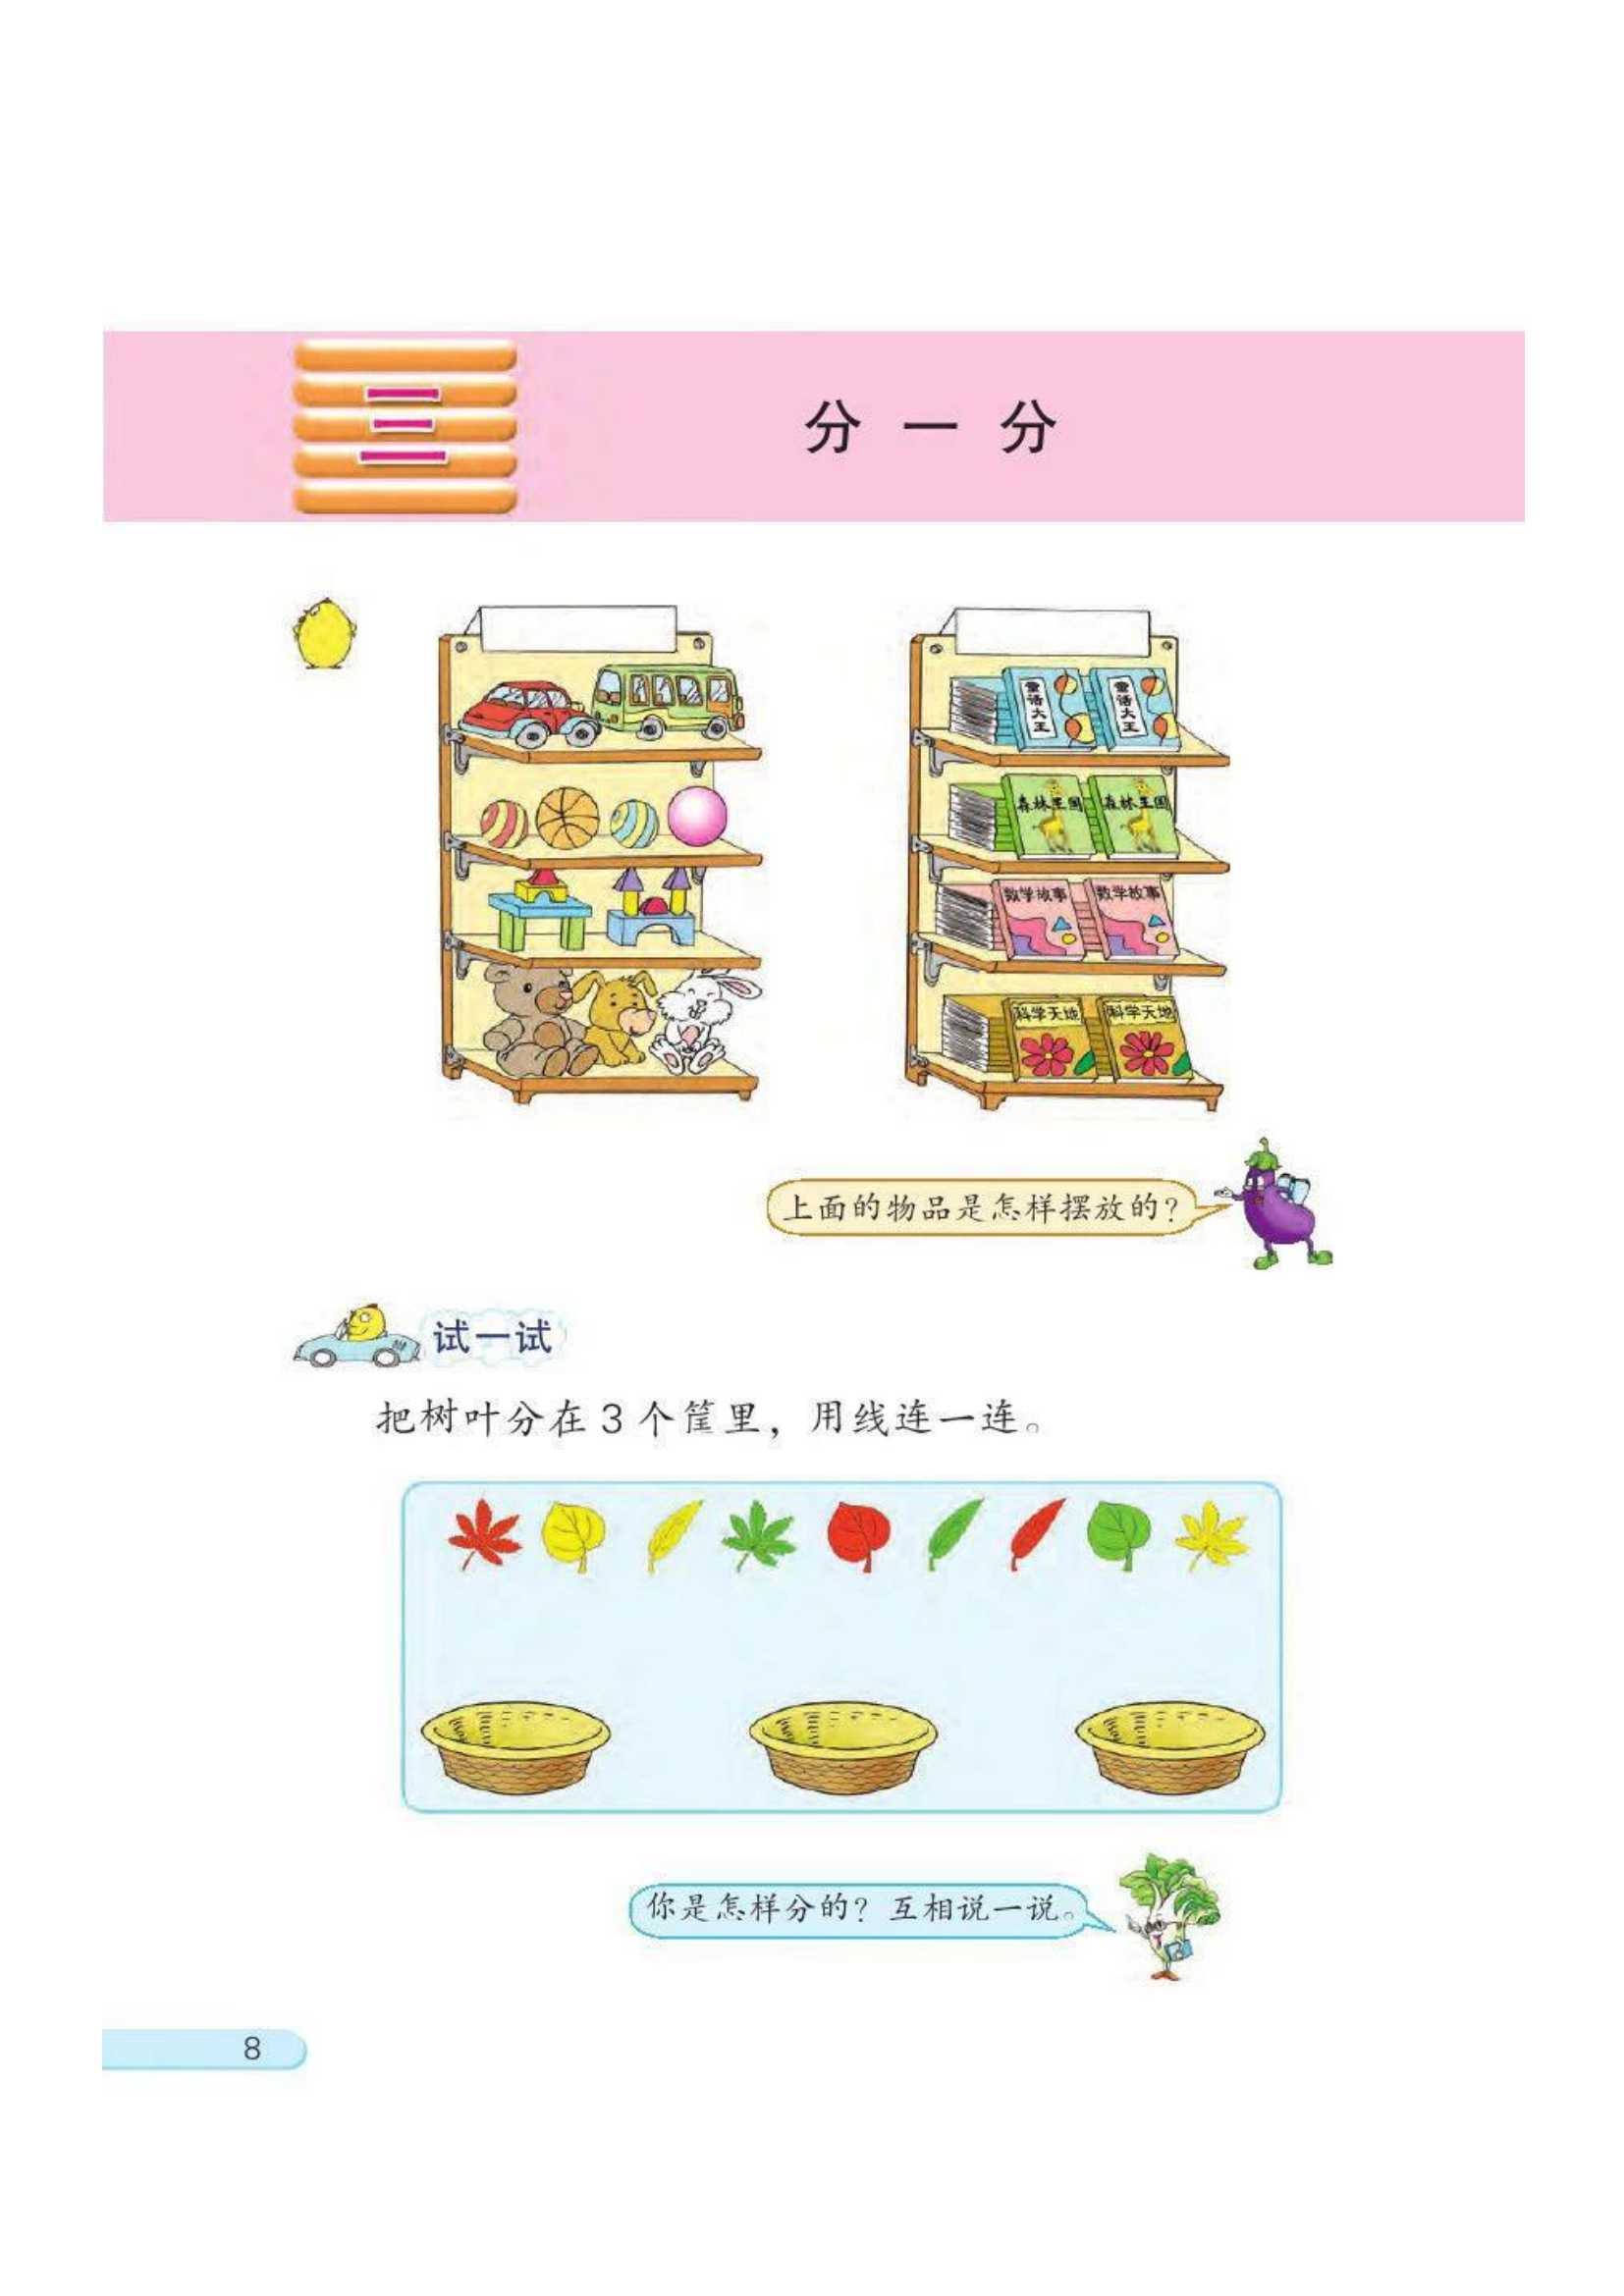 三
分一分
童话大王 童话大王
森林王国 森林王国
数学故事 数学故事
科学天地 科学天地
上面的物品是怎样摆放的？
试一试
把树叶分在 3 个筐里，用线连一连。
你是怎样分的？互相说一说。
8